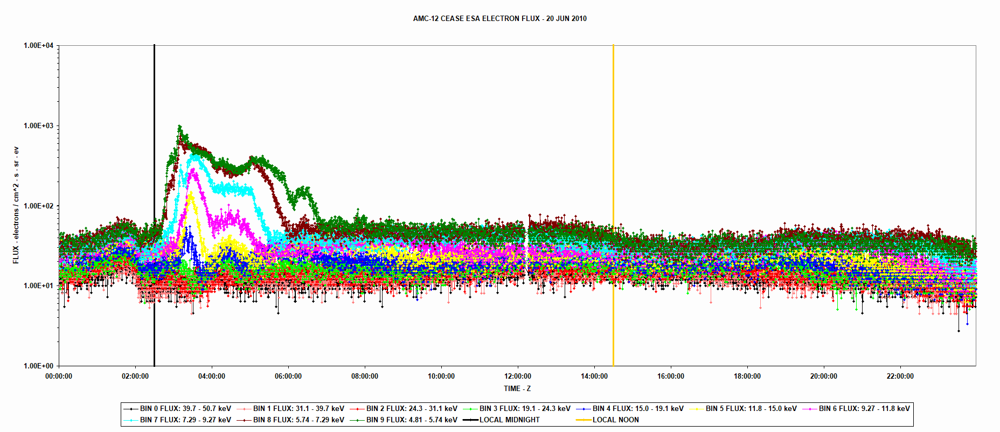 AMC-12 CEASE ESA ELECTRON FLUX - 20 JUN 2010
1.00E+04
1.00E+03
1.00E+02
1.00E+01
1.00E+00
FLUX - electrons / cm^2 - s - sr - ev
00:00:00 02:00:00 04:00:00 06:00:00 08:00:00 10:00:00 12:00:00 14:00:00 16:00:00 18:00:00 20:00:00 22:00:00
TIME - Z
BIN 0 FLUX: 39.7 - 50.7 keV BIN 1 FLUX: 31.1 - 39.7 keV BIN 2 FLUX: 24.3 - 31.1 keV BIN 3 FLUX: 19.1 - 24.3 keV BIN 4 FLUX: 15.0 - 19.1 keV BIN 5 FLUX: 11.8 - 15.0 keV BIN 6 FLUX: 9.27 - 11.8 keV
BIN 7 FLUX: 7.29 - 9.27 keV BIN 8 FLUX: 5.74 - 7.29 keV BIN 9 FLUX: 4.81 - 5.74 keV LOCAL MIDNIGHT LOCAL NOON